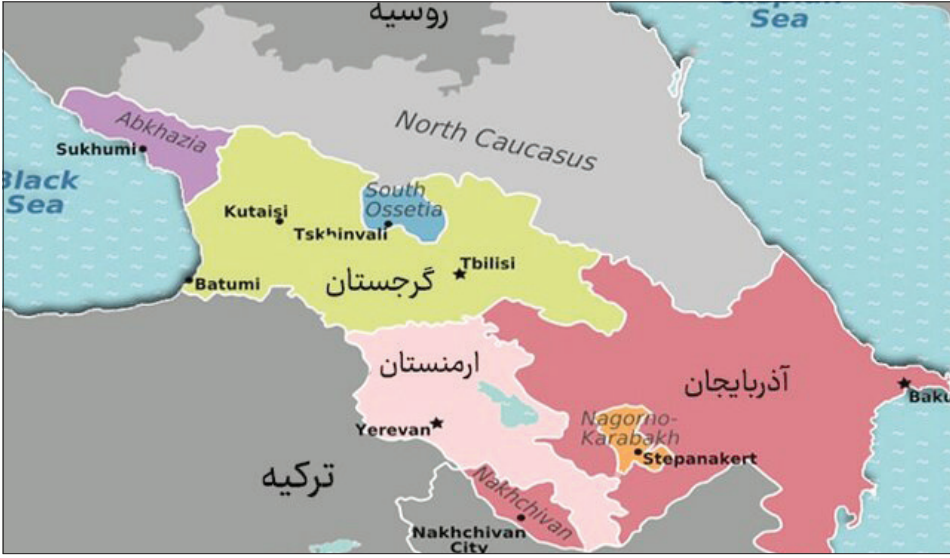 روسیه
Caspian
Sea
North Caucasus
Abkhazia
Sukhumi
Black
Sea
South
Ossetia
Kutaisi
Tskhinvali
Tbilisi
گرجستان
Batumi
ارمنستان
آذربایجان
Baku
Nagorno-
Karabakh
Yerevan
Stepanakert
ترکیه
Nakhchivan
Nakhchivan
City